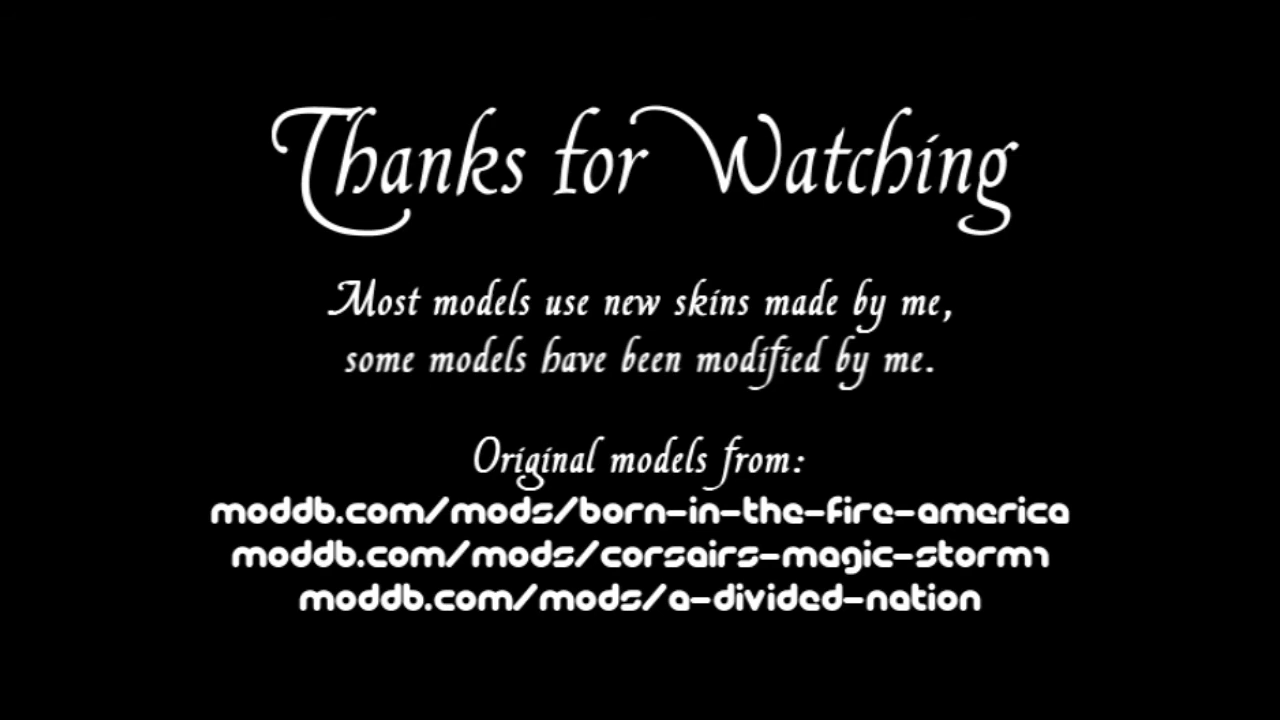 Thanks for Watching
Most models use new skins made by me,
some models have been modified by me.
Original models from:
moddb.com/mods/born-in-the-fire-america
moddb.com/mods/corsairs-magic-storm1
moddb.com/mods/a-divided-nation